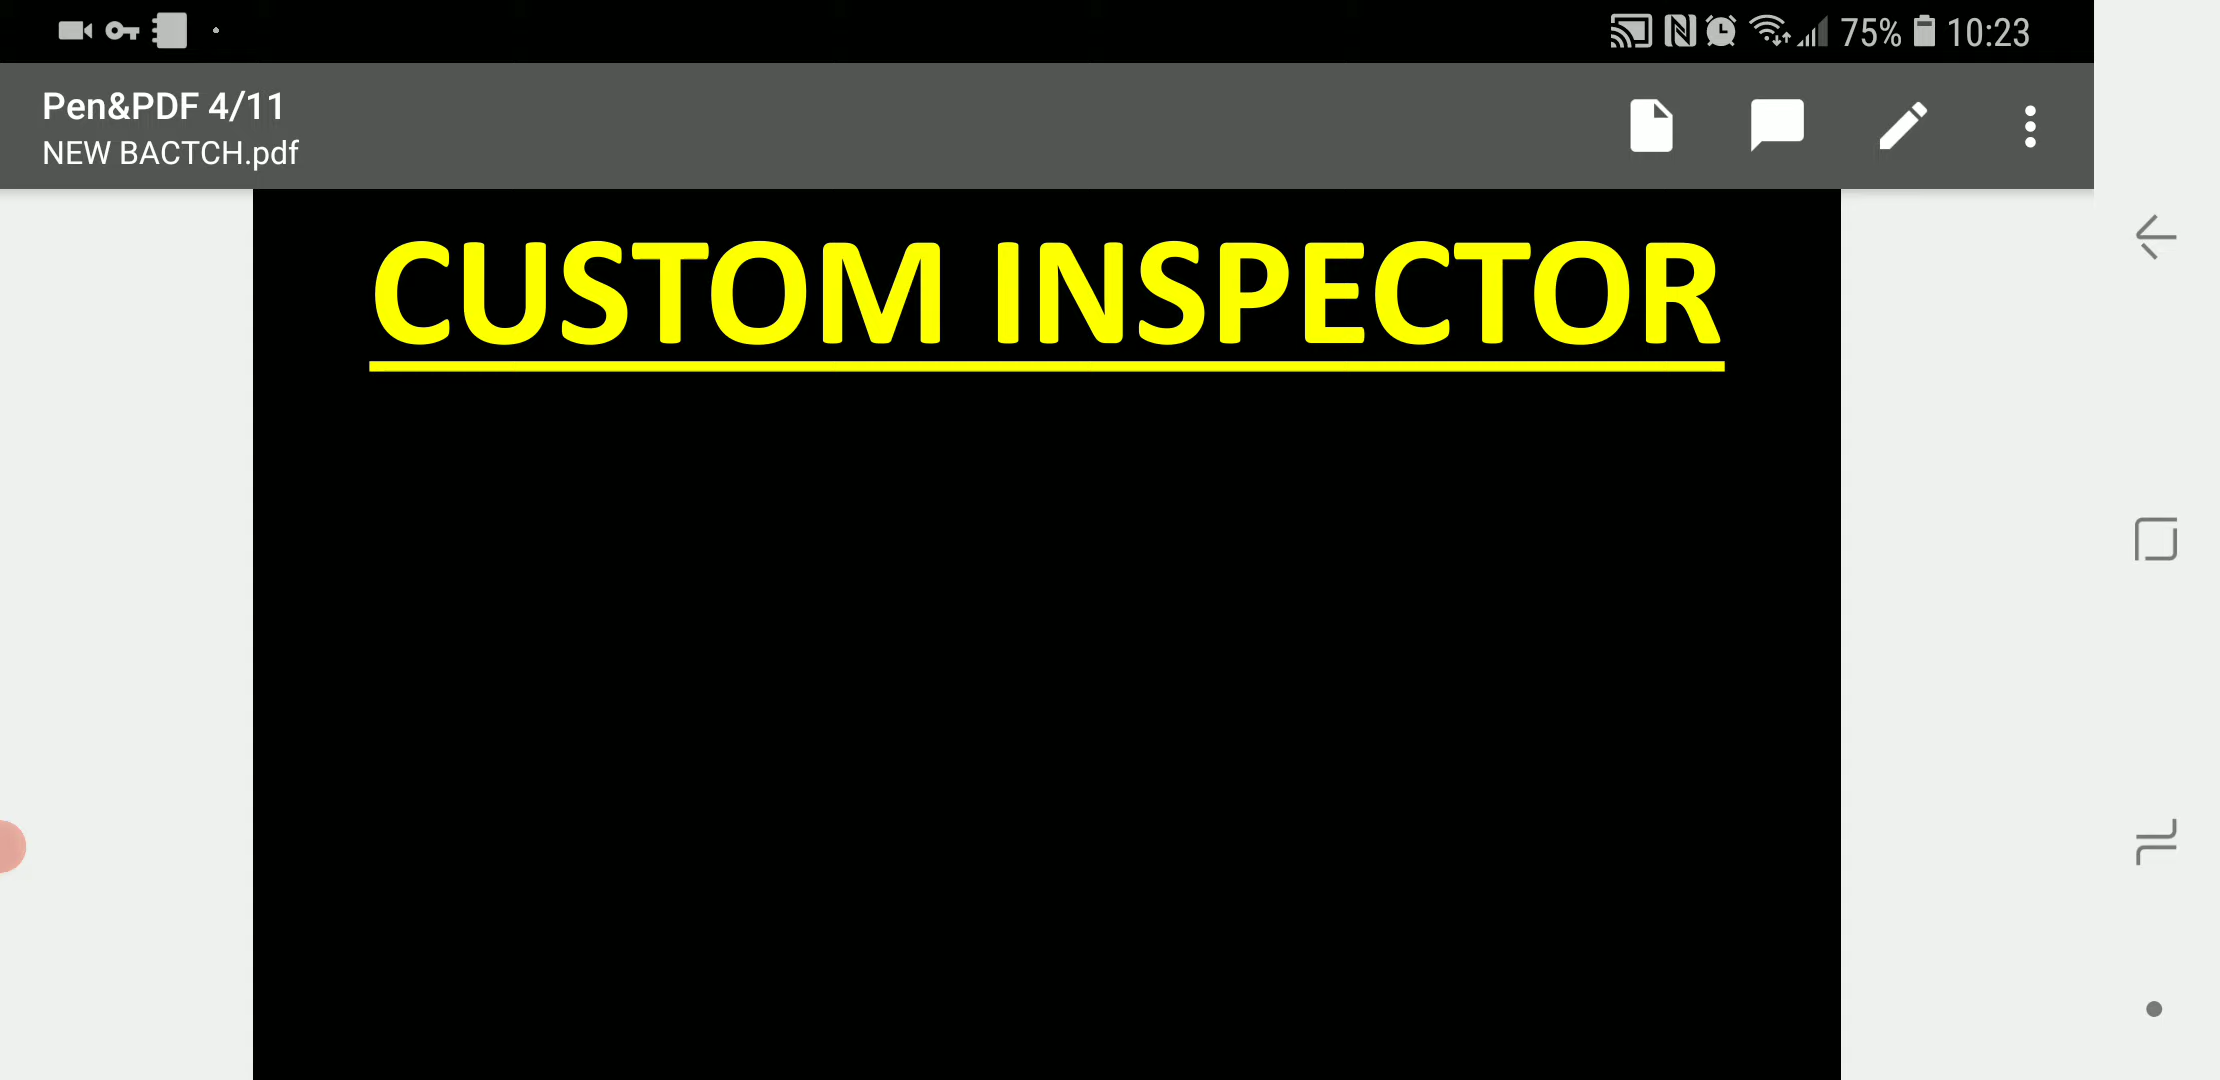 75% 10:23
Pen&PDF 4/11
NEW BACTCH.pdf
CUSTOM INSPECTOR